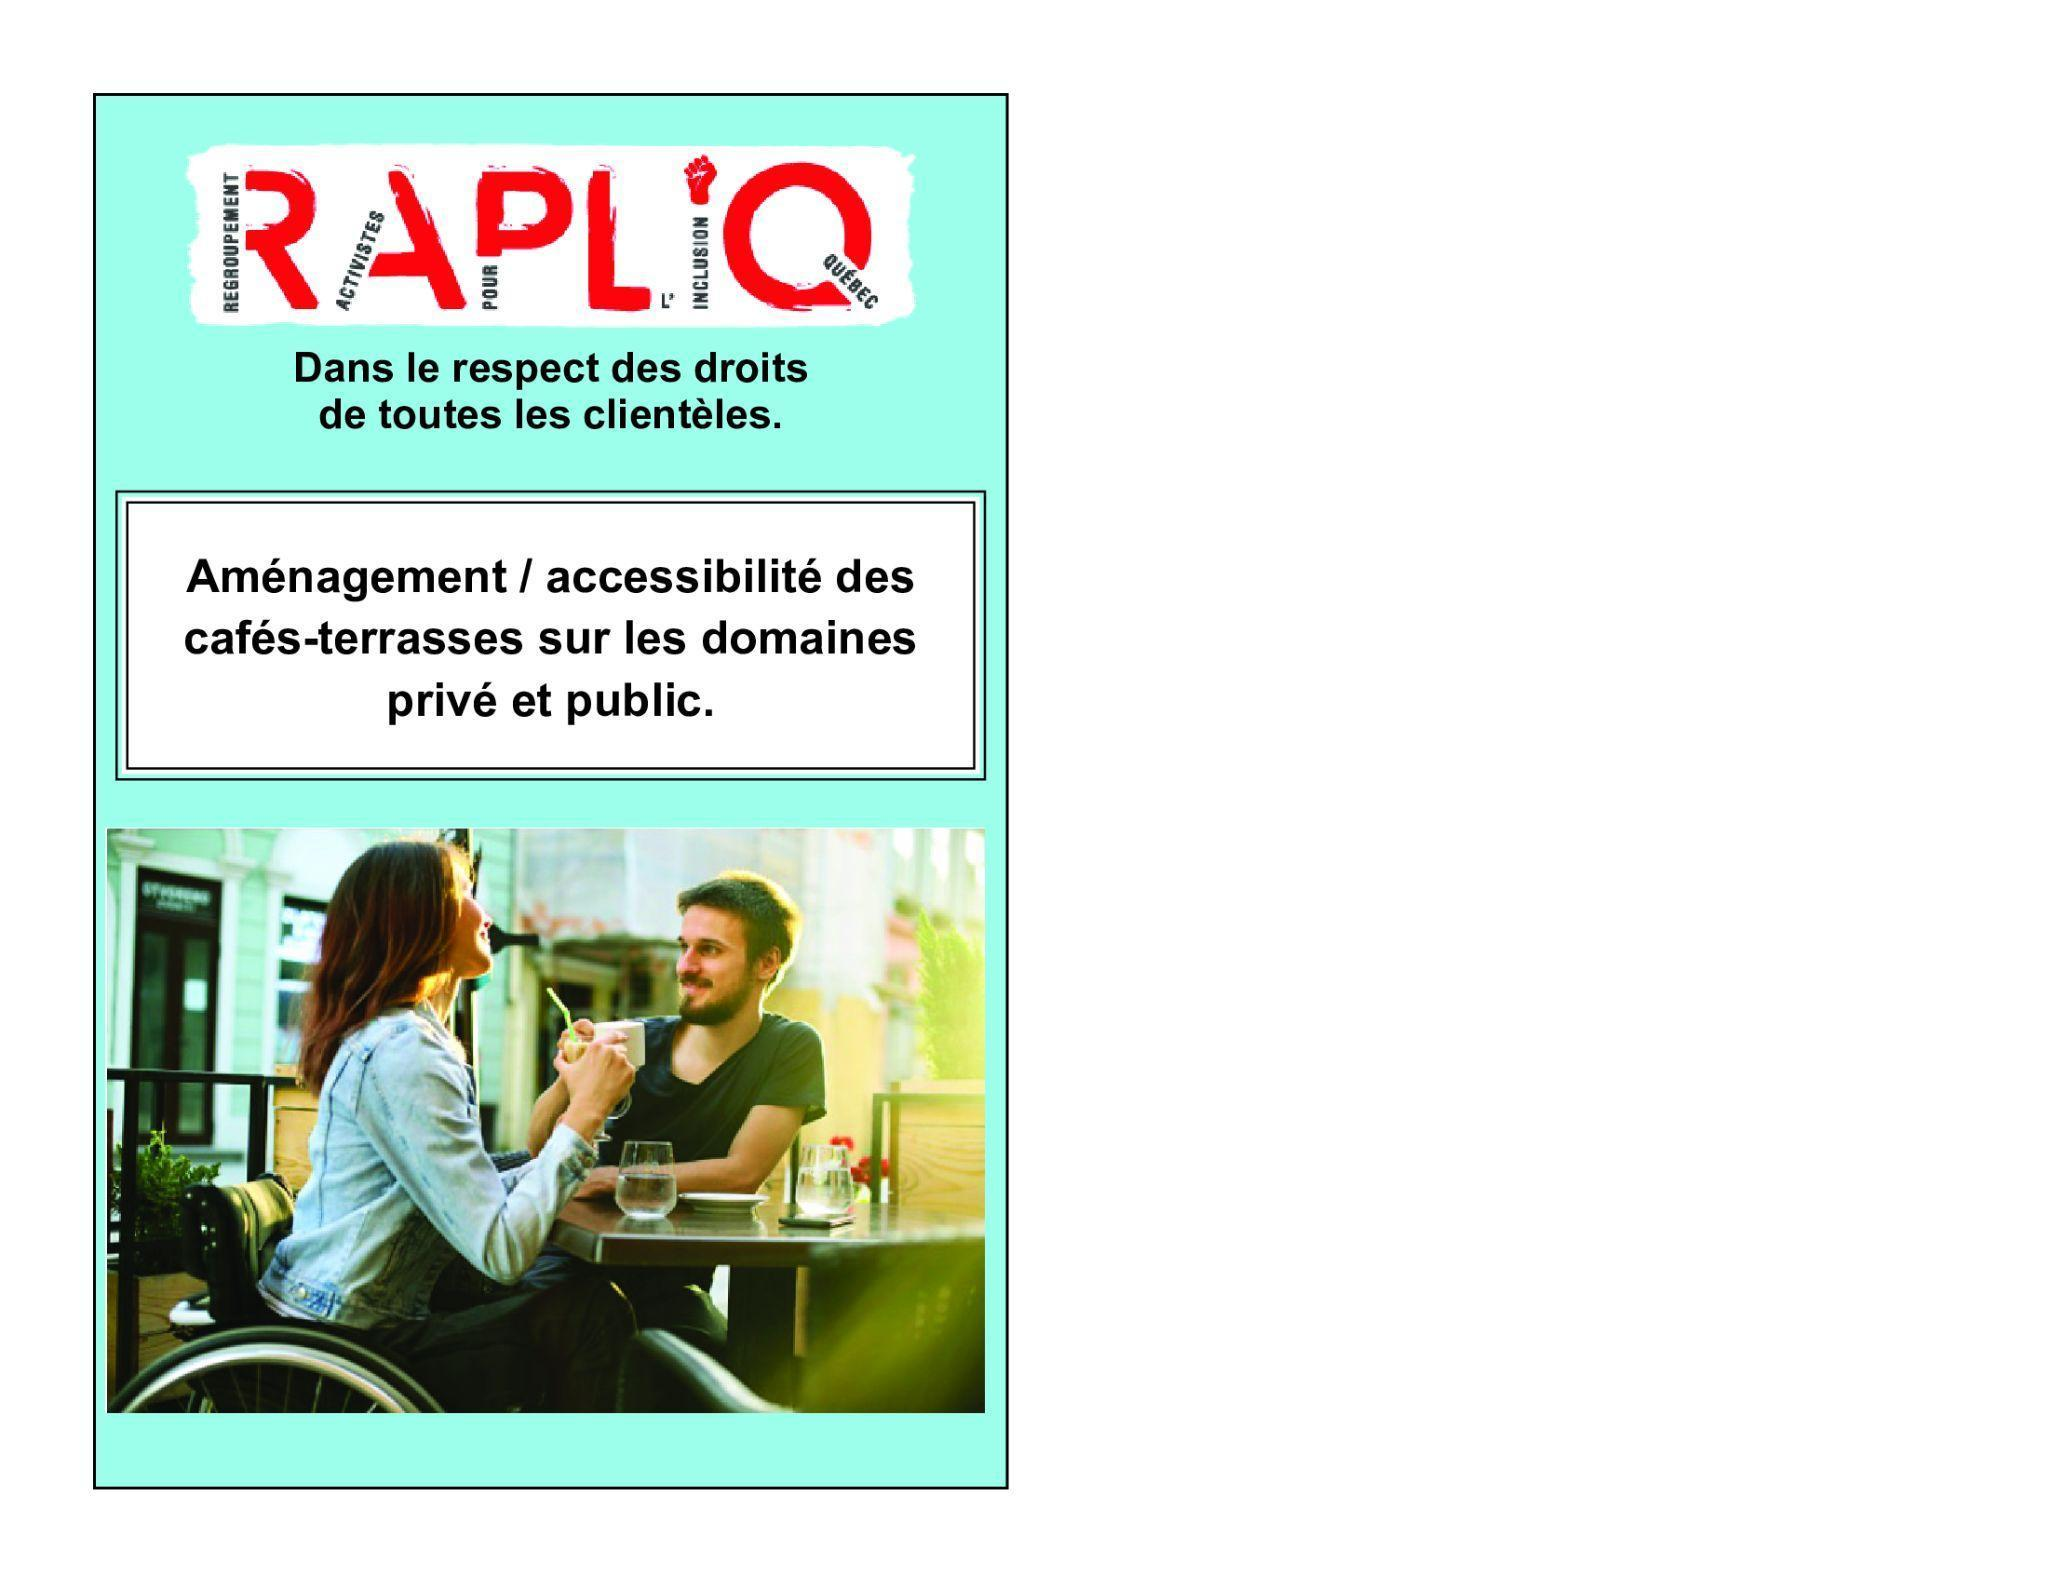 REGROUPEMENT
ACTIVISTES
POUR
L'
INCLUSION
QUÉBEC
RAPLIQ
Dans le respect des droits
de toutes les clientèles.
Aménagement / accessibilité des
cafés-terrasses sur les domaines
privé et public.